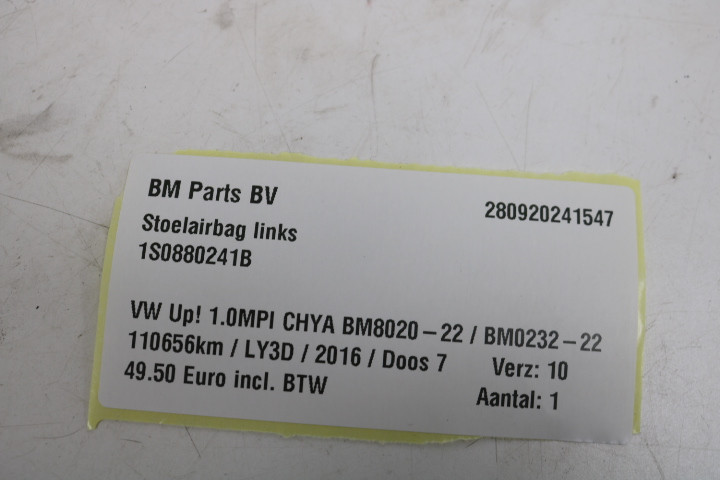 BM Parts BV 280920241547
Stoelairbag links
1S0880241B
VW Up! 1.0MPI CHYA BM8020-22 / BM0232-22
110656km / LY3D / 2016 / Doos 7 Verz: 10
49.50 Euro incl. BTW Aantal: 1